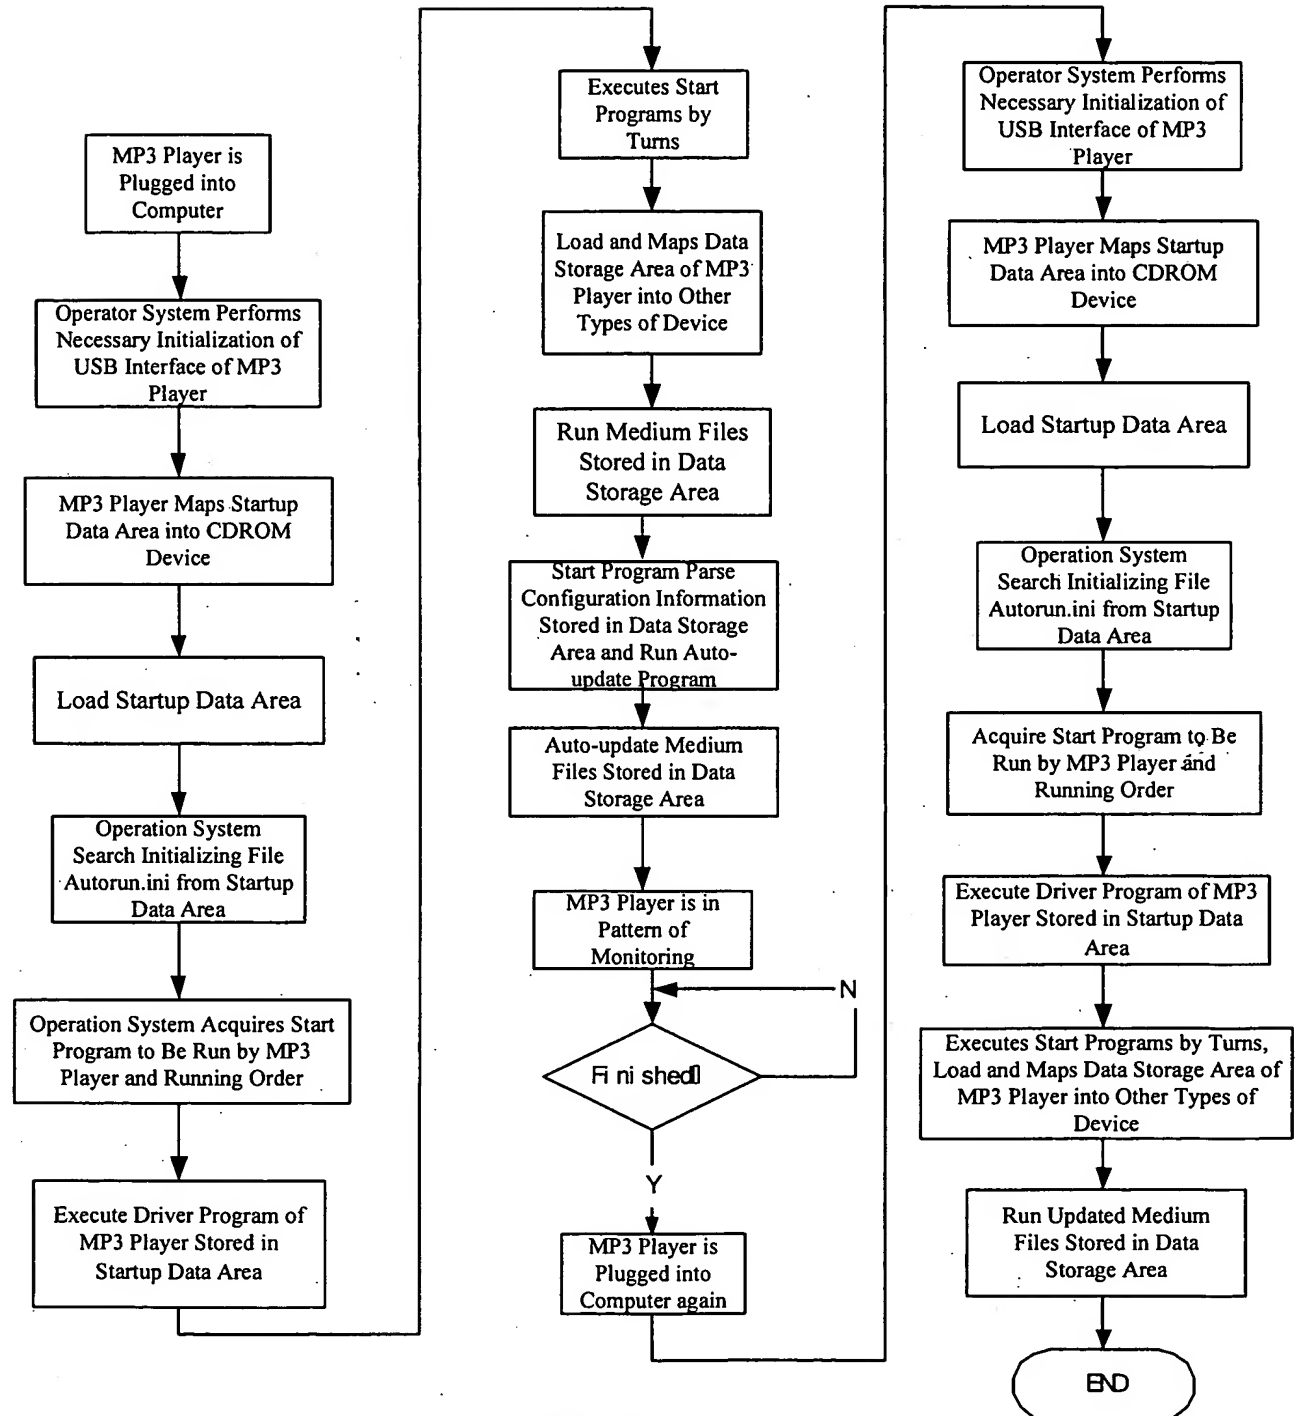 MP3 Player is
Plugged into
Computer
Operator System Performs
Necessary Initialization of
USB Interface of MP3
Player
MP3 Player Maps Startup
Data Area into CDROM
Device
Load Startup Data Area
Operation System
Search Initializing File
Autorun.ini from Startup
Data Area
Operation System Acquires Start
Program to Be Run by MP3
Player and Running Order
Execute Driver Program of
MP3 Player Stored in
Startup Data Area
Executes Start
Programs by
Turns
Load and Maps Data
Storage Area of MP3
Player into Other
Types of Device
Run Medium Files
Stored in Data
Storage Area
Start Program Parse
Configuration Information
Stored in Data Storage
Area and Run Auto-
update Program
Auto-update Medium
Files Stored in Data
Storage Area
MP3 Player is in
Pattern of
Monitoring
N
Finished
Y
MP3 Player is
Plugged into
Computer again
Operator System Performs
Necessary Initialization of
USB Interface of MP3
Player
MP3 Player Maps Startup
Data Area into CDROM
Device
Load Startup Data Area
Operation System
Search Initializing File
Autorun.ini from Startup
Data Area
Acquire Start Program to Be
Run by MP3 Player and
Running Order
Execute Driver Program of MP3
Player Stored in Startup Data
Area
Executes Start Programs by Turns,
Load and Maps Data Storage Area of
MP3 Player into Other Types of
Device
Run Updated Medium
Files Stored in Data
Storage Area
END